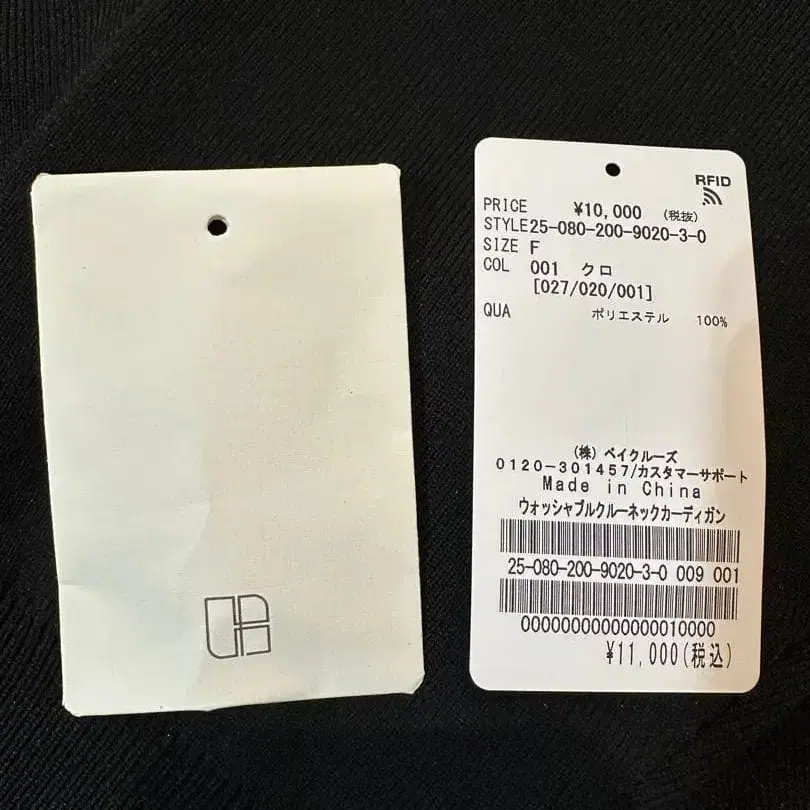 RFID
PRICE ¥10,000 (税抜)
STYLE25-080-200-9020-3-0
SIZE F
COL 001 クロ
[027/020/001]
QUA ポリエステル 100%
(株) ベイクルーズ
0120-301457/カスタマーサポート
Made in China
ウォッシャブルクルーネックカーディガン
25-080-200-9020-3-0 009 001
00000000000000010000
¥11,000(税込)